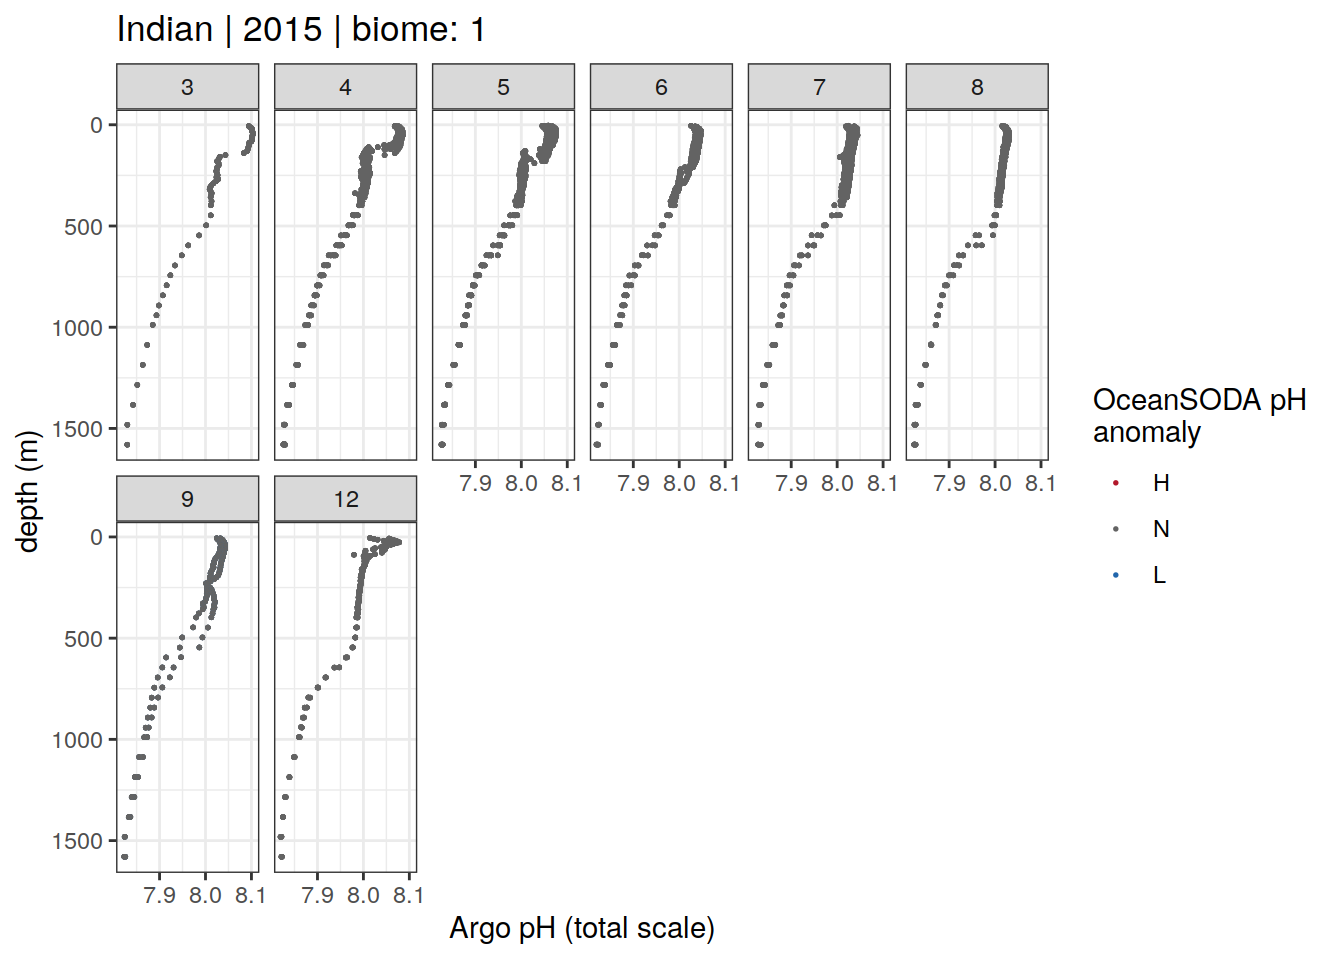 Indian | 2015 | biome: 1
3 4 5 6 7 8
0
500
1000
1500
7.9 8.0 8.1 7.9 8.0 8.1 7.9 8.0 8.1 7.9 8.0 8.1
9 12
0
500
1000
1500
7.9 8.0 8.1 7.9 8.0 8.1
depth (m)
Argo pH (total scale)
OceanSODA pH
anomaly
H
N
L